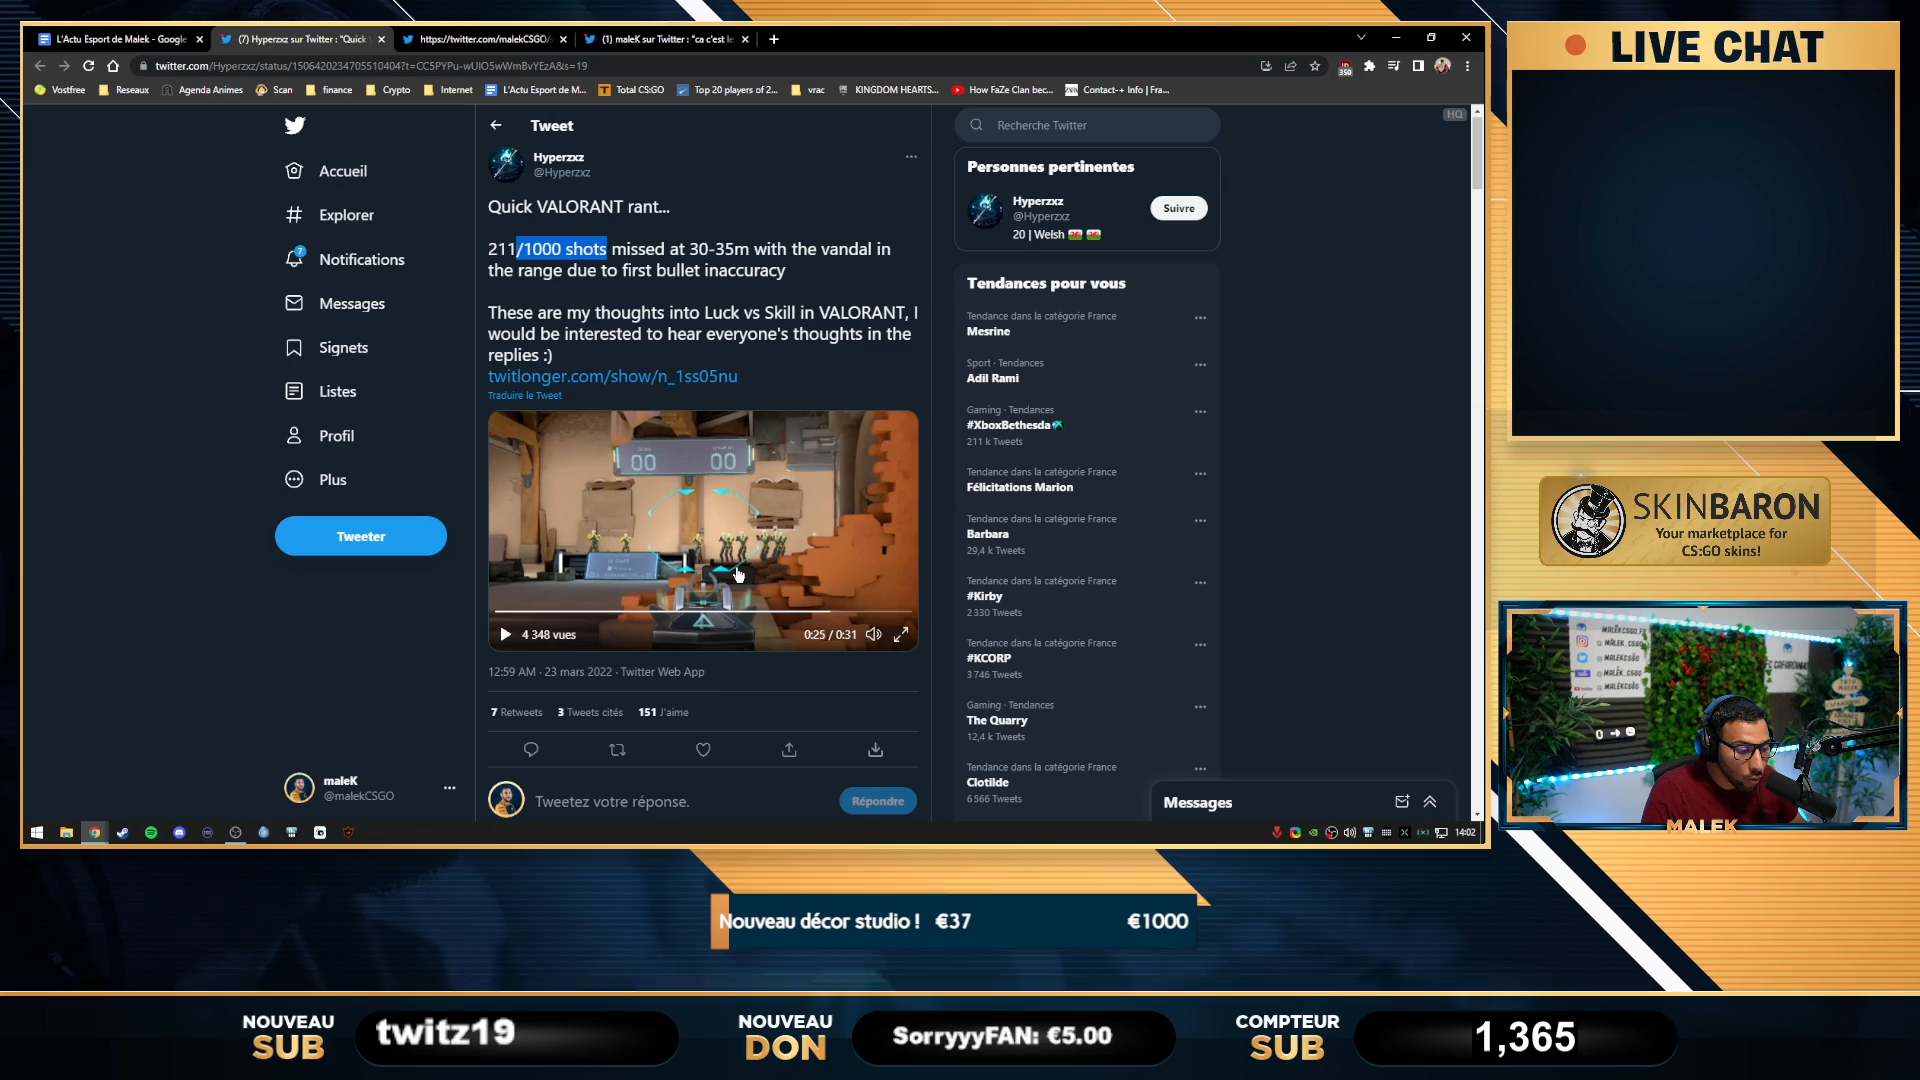 L'Actu Esport de Malek - Google
(7) Hyperzxz sur Twitter : "Quick
https://twitter.com/malekCSGO/
(1) maleK sur Twitter : "ca c'est le
twitter.com/Hyperzxz/status/1506420234705510404?t=CC5PYPu-wUIO5wWmBvYEzA&s=19
350
Vostfree
Reseaux
Agenda Animes
Scan
finance
Crypto
Internet
L'Actu Esport de M...
Total CS:GO
Top 20 players of 2...
vrac
KINGDOM HEARTS...
How FaZe Clan bec...
Contact-+ Info | Fra...
Accueil
Explorer
7
Notifications
Messages
Signets
Listes
Profil
Plus
Tweeter
maleK
@malekCSGO
Tweet
Hyperzxz
@Hyperzxz
Quick VALORANT rant...
211/1000 shots missed at 30-35m with the vandal in
the range due to first bullet inaccuracy
These are my thoughts into Luck vs Skill in VALORANT, I
would be interested to hear everyone's thoughts in the
replies :)
twitlonger.com/show/n_1ss05nu
Traduire le Tweet
00 00
4 348 vues
0:25 / 0:31
12:59 AM · 23 mars 2022 · Twitter Web App
7 Retweets 3 Tweets cités 151 J'aime
Tweetez votre réponse.
Répondre
Recherche Twitter
HQ
Personnes pertinentes
Hyperzxz
@Hyperzxz
20 | Welsh
Suivre
Tendances pour vous
Tendance dans la catégorie France
Mesrine
Sport · Tendances
Adil Rami
Gaming · Tendances
#XboxBethesda
211 k Tweets
Tendance dans la catégorie France
Félicitations Marion
Tendance dans la catégorie France
Barbara
29,4 k Tweets
Tendance dans la catégorie France
#Kirby
2 330 Tweets
Tendance dans la catégorie France
#KCORP
3 746 Tweets
Gaming · Tendances
The Quarry
12,4 k Tweets
Tendance dans la catégorie France
Clotilde
6 566 Tweets
Messages
14:02
LIVE CHAT
SKINBARON
Your marketplace for
CS:GO skins!
MALEKCSGO.FR
@MALEK_CSGO
@MALEKCSGO
@MALEK_CSGO
@MALEKCSGO
MALEK
Nouveau décor studio ! €37 €1000
NOUVEAU
SUB
twitz19
NOUVEAU
DON
SorryyyFAN: €5.00
COMPTEUR
SUB
1,365